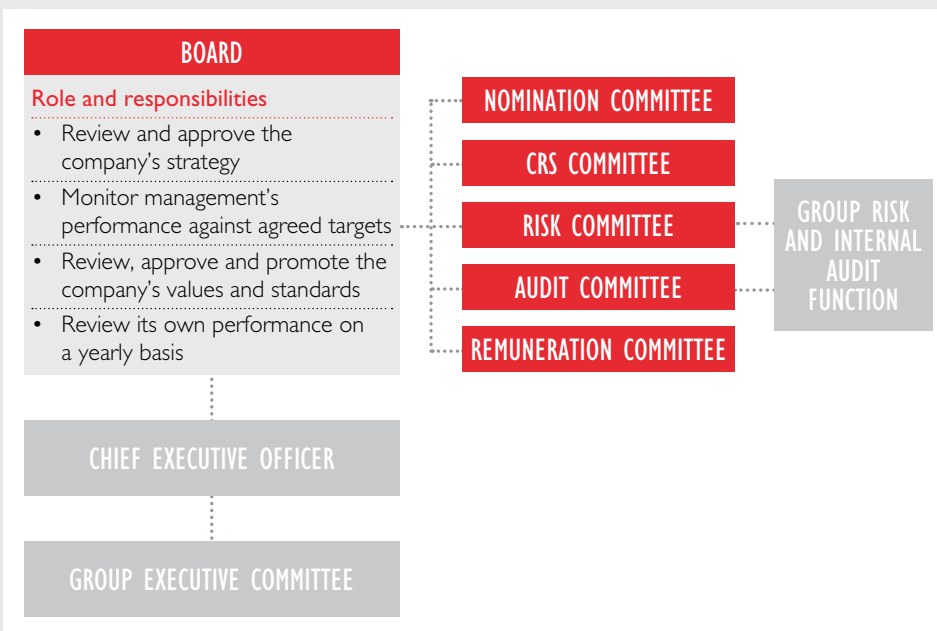 BOARD
Role and responsibilities
• Review and approve the
company’s strategy
• Monitor management’s
performance against agreed targets
• Review, approve and promote the
company’s values and standards
• Review its own performance on
a yearly basis
NOMINATION COMMITTEE
CRS COMMITTEE
RISK COMMITTEE
AUDIT COMMITTEE
REMUNERATION COMMITTEE
GROUP RISK
AND INTERNAL
AUDIT
FUNCTION
CHIEF EXECUTIVE OFFICER
GROUP EXECUTIVE COMMITTEE